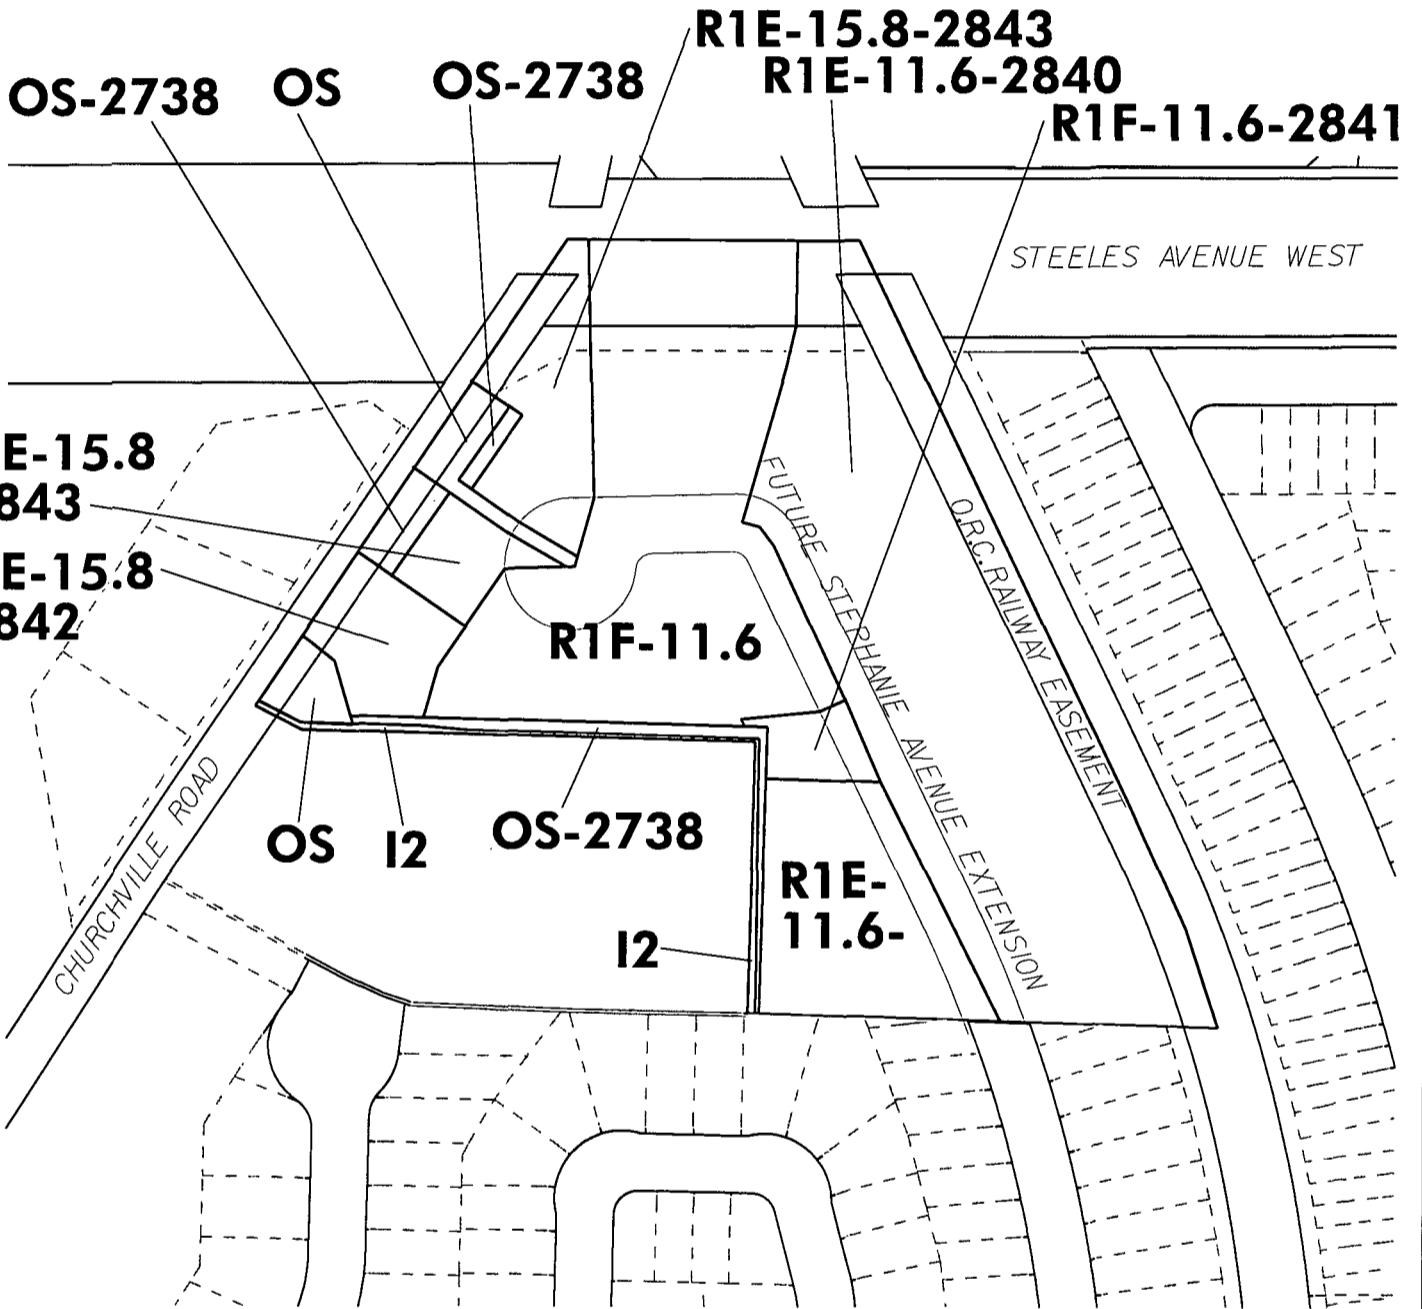 R1E-15.8-2843
OS-2738
OS
OS-2738
R1E-11.6-2840
R1F-11.6-2841
STEELES AVENUE WEST
E-15.8
843
E-15.8
842
R1F-11.6
FUTURE STEPHANIE AVENUE EXTENSION
O.R.C. RAILWAY EASEMENT
CHURCHVILLE ROAD
OS
I2
OS-2738
R1E-
11.6-
I2